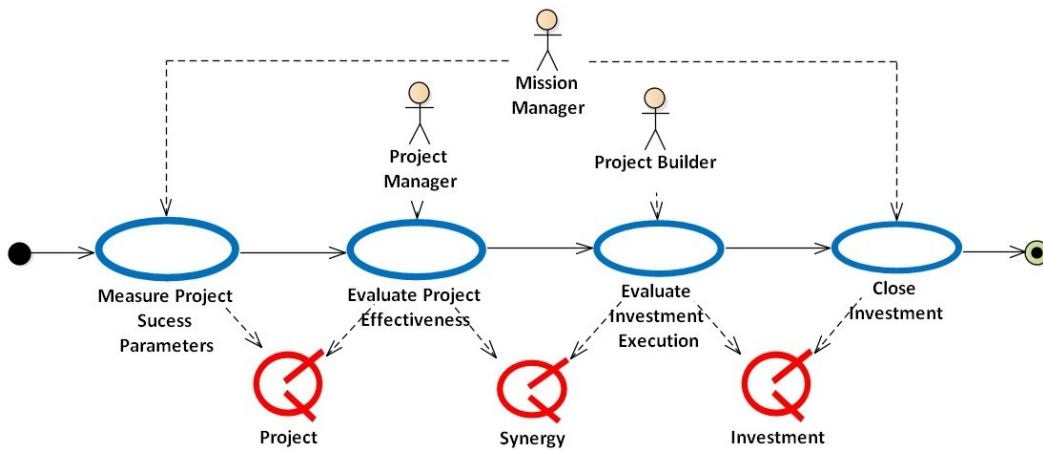 Mission
Manager
Project
Manager
Project Builder
Measure Project
Sucess
Parameters
Evaluate Project
Effectiveness
Evaluate
Investment
Execution
Close
Investment
Project
Synergy
Investment